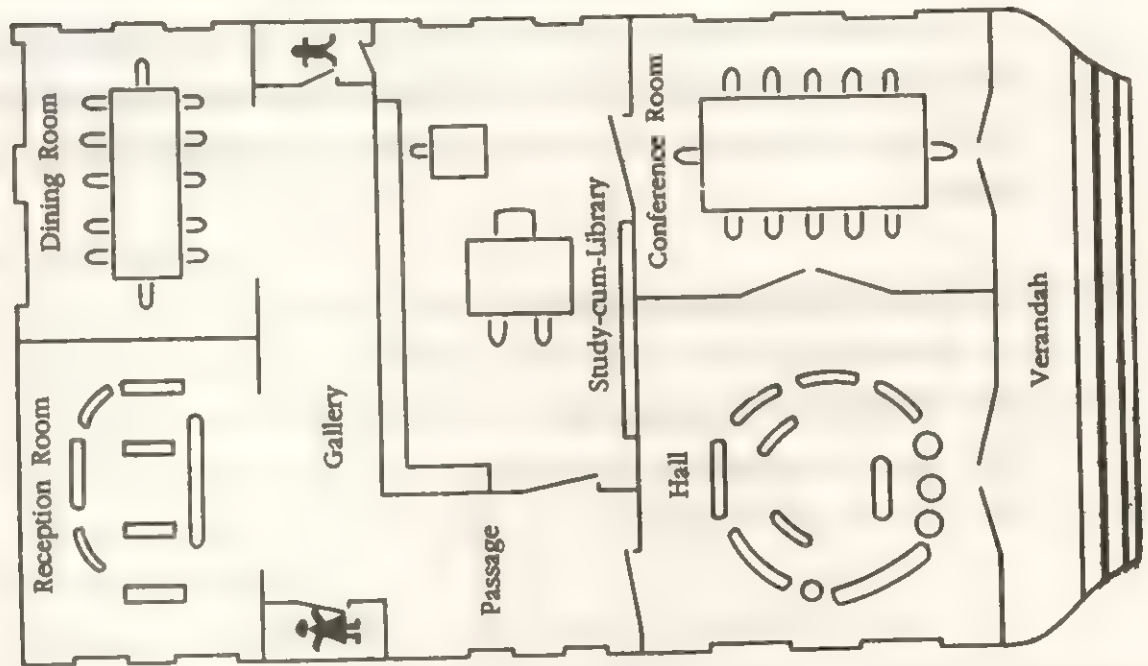 Dining Room
Reception Room
Gallery
Study-cum-Library
Passage
Conference Room
Hall
Verandah